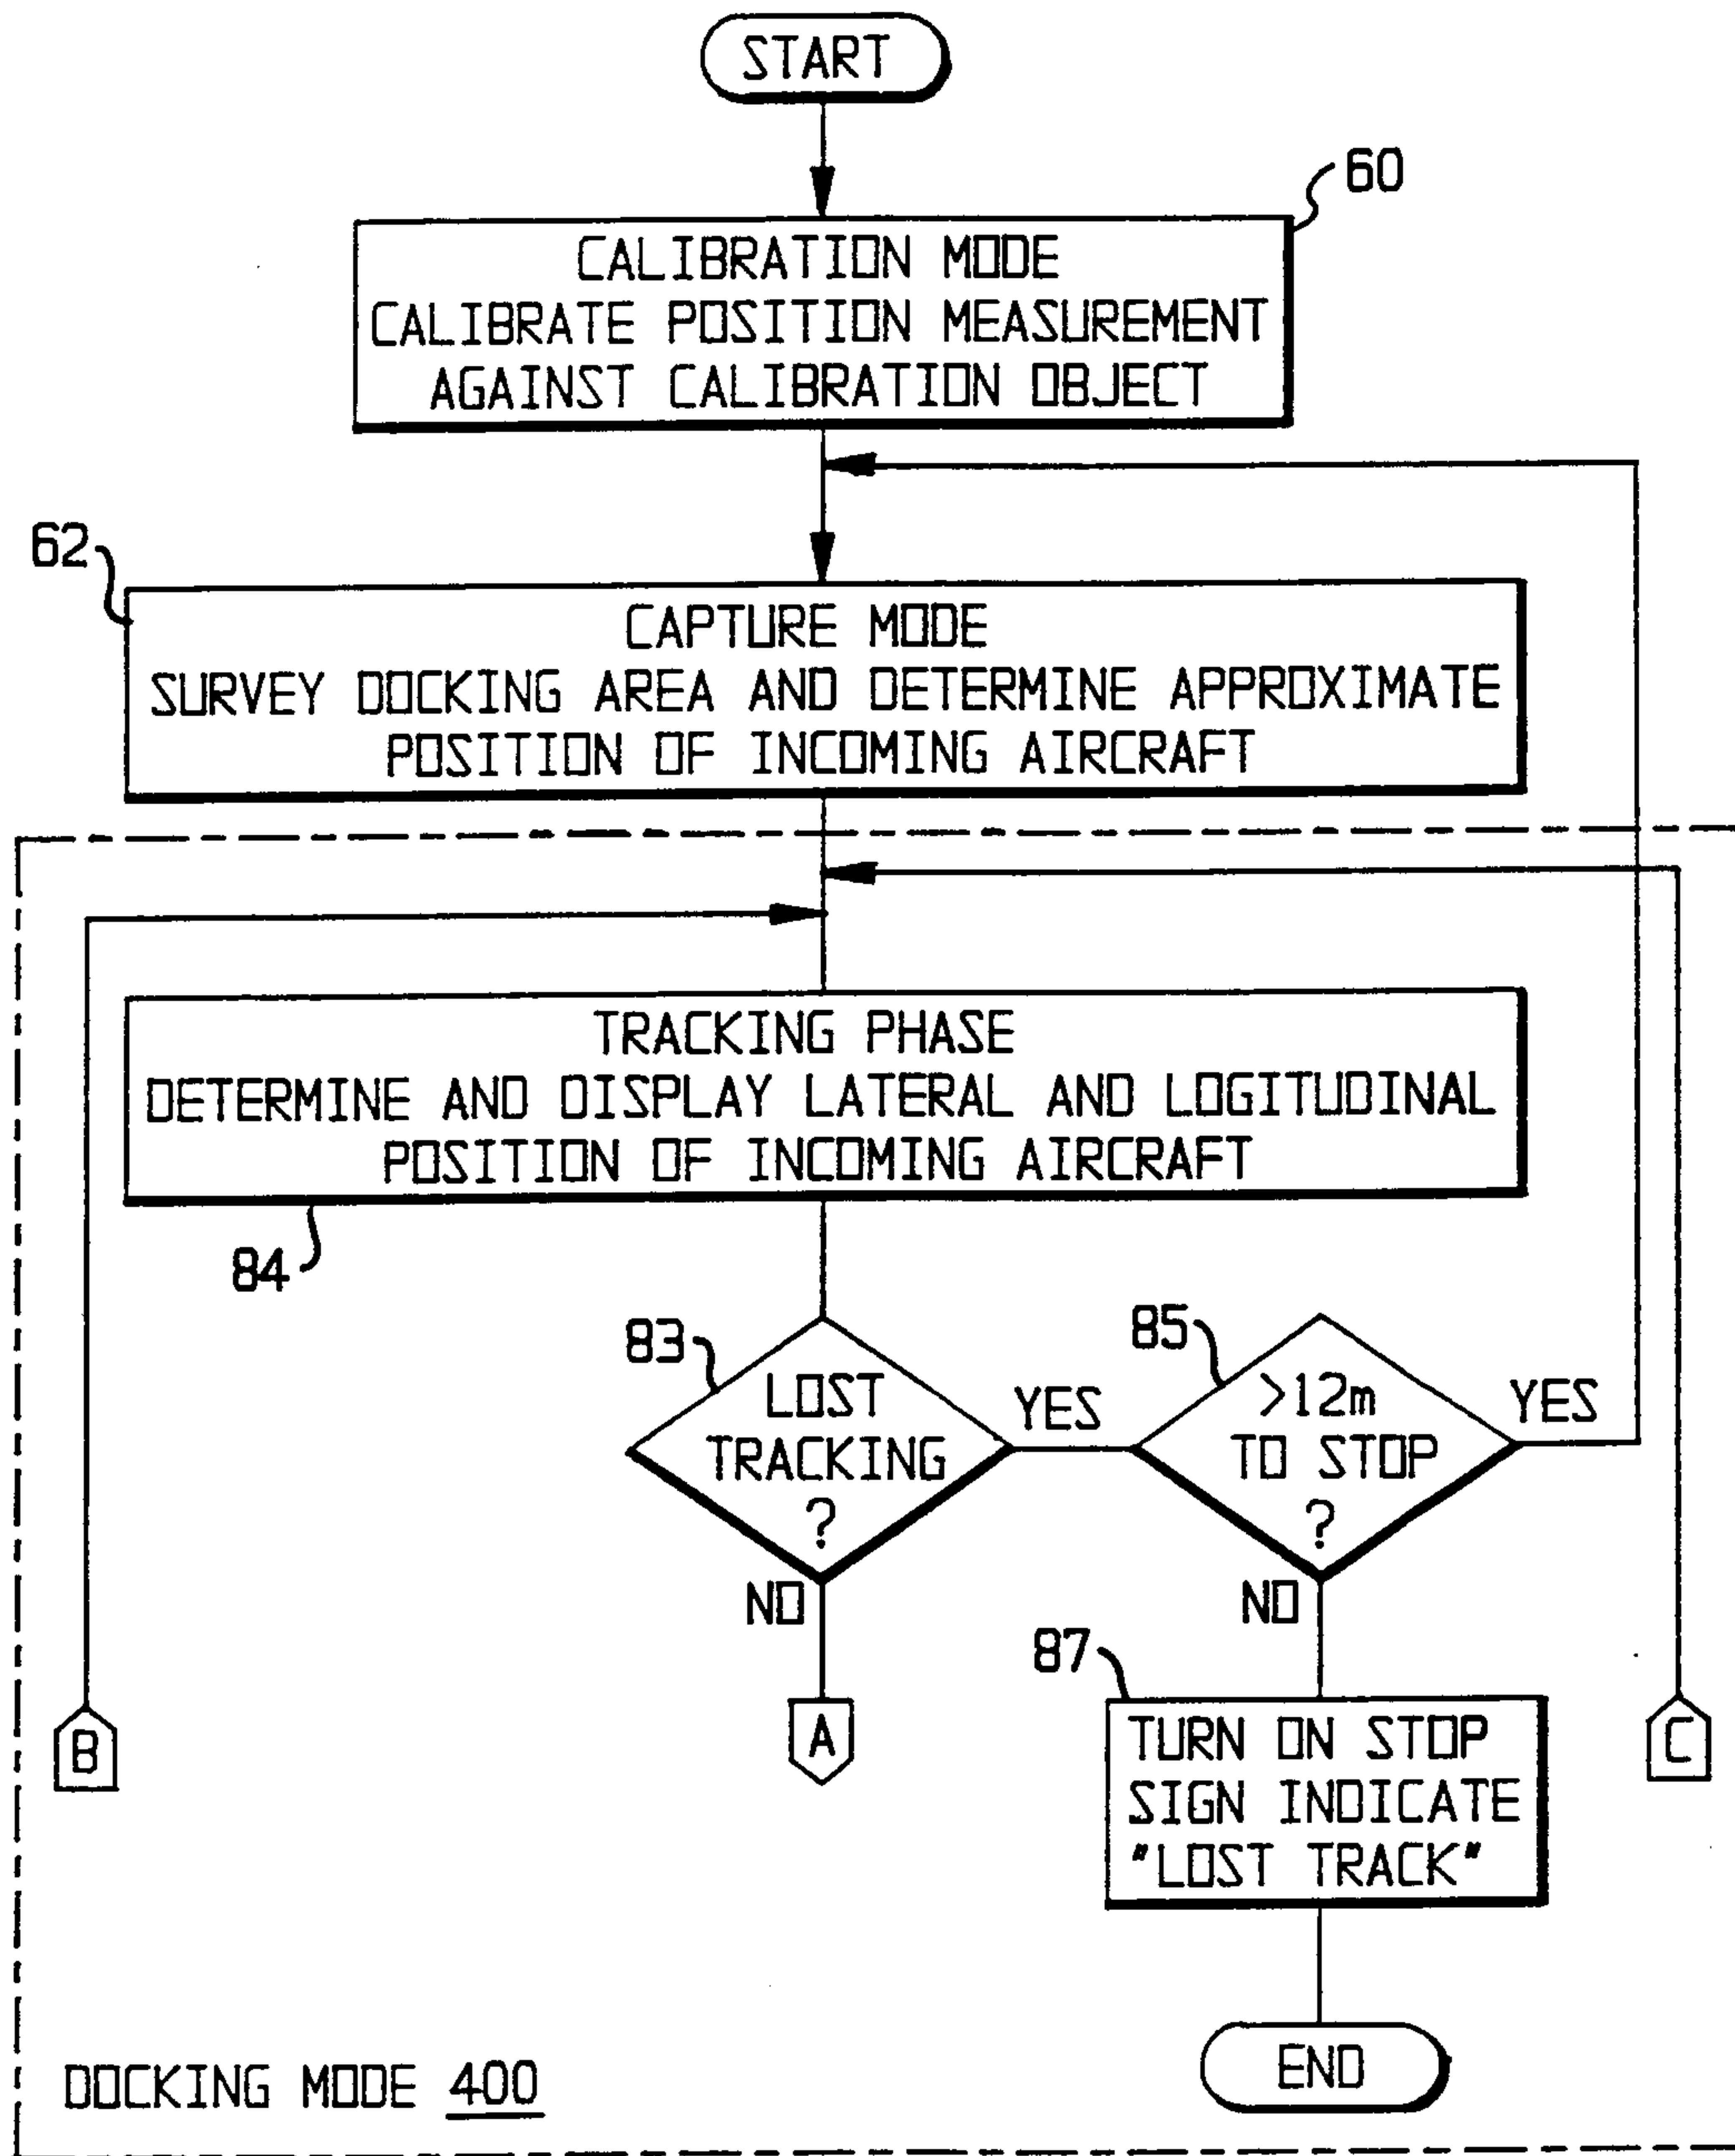 START
60
CALIBRATION MODE
CALIBRATE POSITION MEASUREMENT
AGAINST CALIBRATION OBJECT
62
CAPTURE MODE
SURVEY DOCKING AREA AND DETERMINE APPROXIMATE
POSITION OF INCOMING AIRCRAFT
TRACKING PHASE
DETERMINE AND DISPLAY LATERAL AND LOGITUDINAL
POSITION OF INCOMING AIRCRAFT
84
83
LOST
TRACKING
?
YES
NO
85
>12m
TO STOP
?
YES
NO
87
TURN ON STOP
SIGN INDICATE
"LOST TRACK"
B
A
C
END
DOCKING MODE 400